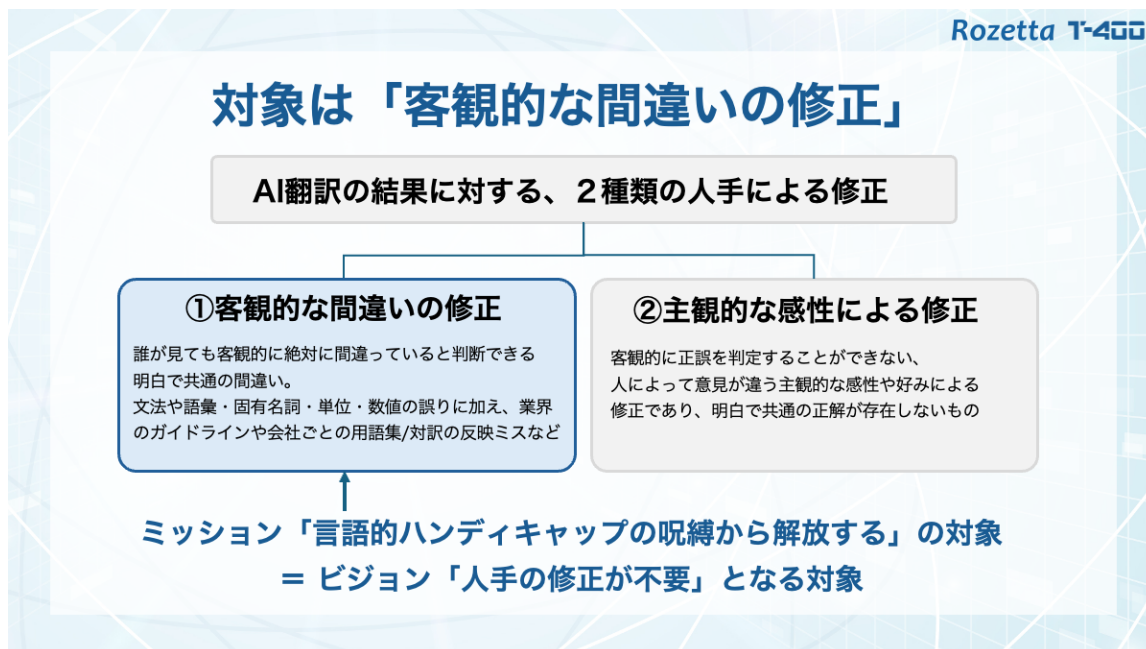 Rozetta T-400
対象は「客観的な間違いの修正」
AI翻訳の結果に対する、２種類の人手による修正
①客観的な間違いの修正
誰が見ても客観的に絶対に間違っていると判断できる
明白で共通の間違い。
文法や語彙・固有名詞・単位・数値の誤りに加え、業界
のガイドラインや会社ごとの用語集/対訳の反映ミスなど
②主観的な感性による修正
客観的に正誤を判定することができない、
人によって意見が違う主観的な感性や好みによる
修正であり、明白で共通の正解が存在しないもの
ミッション「言語的ハンディキャップの呪縛から解放する」の対象
＝ ビジョン「人手の修正が不要」となる対象